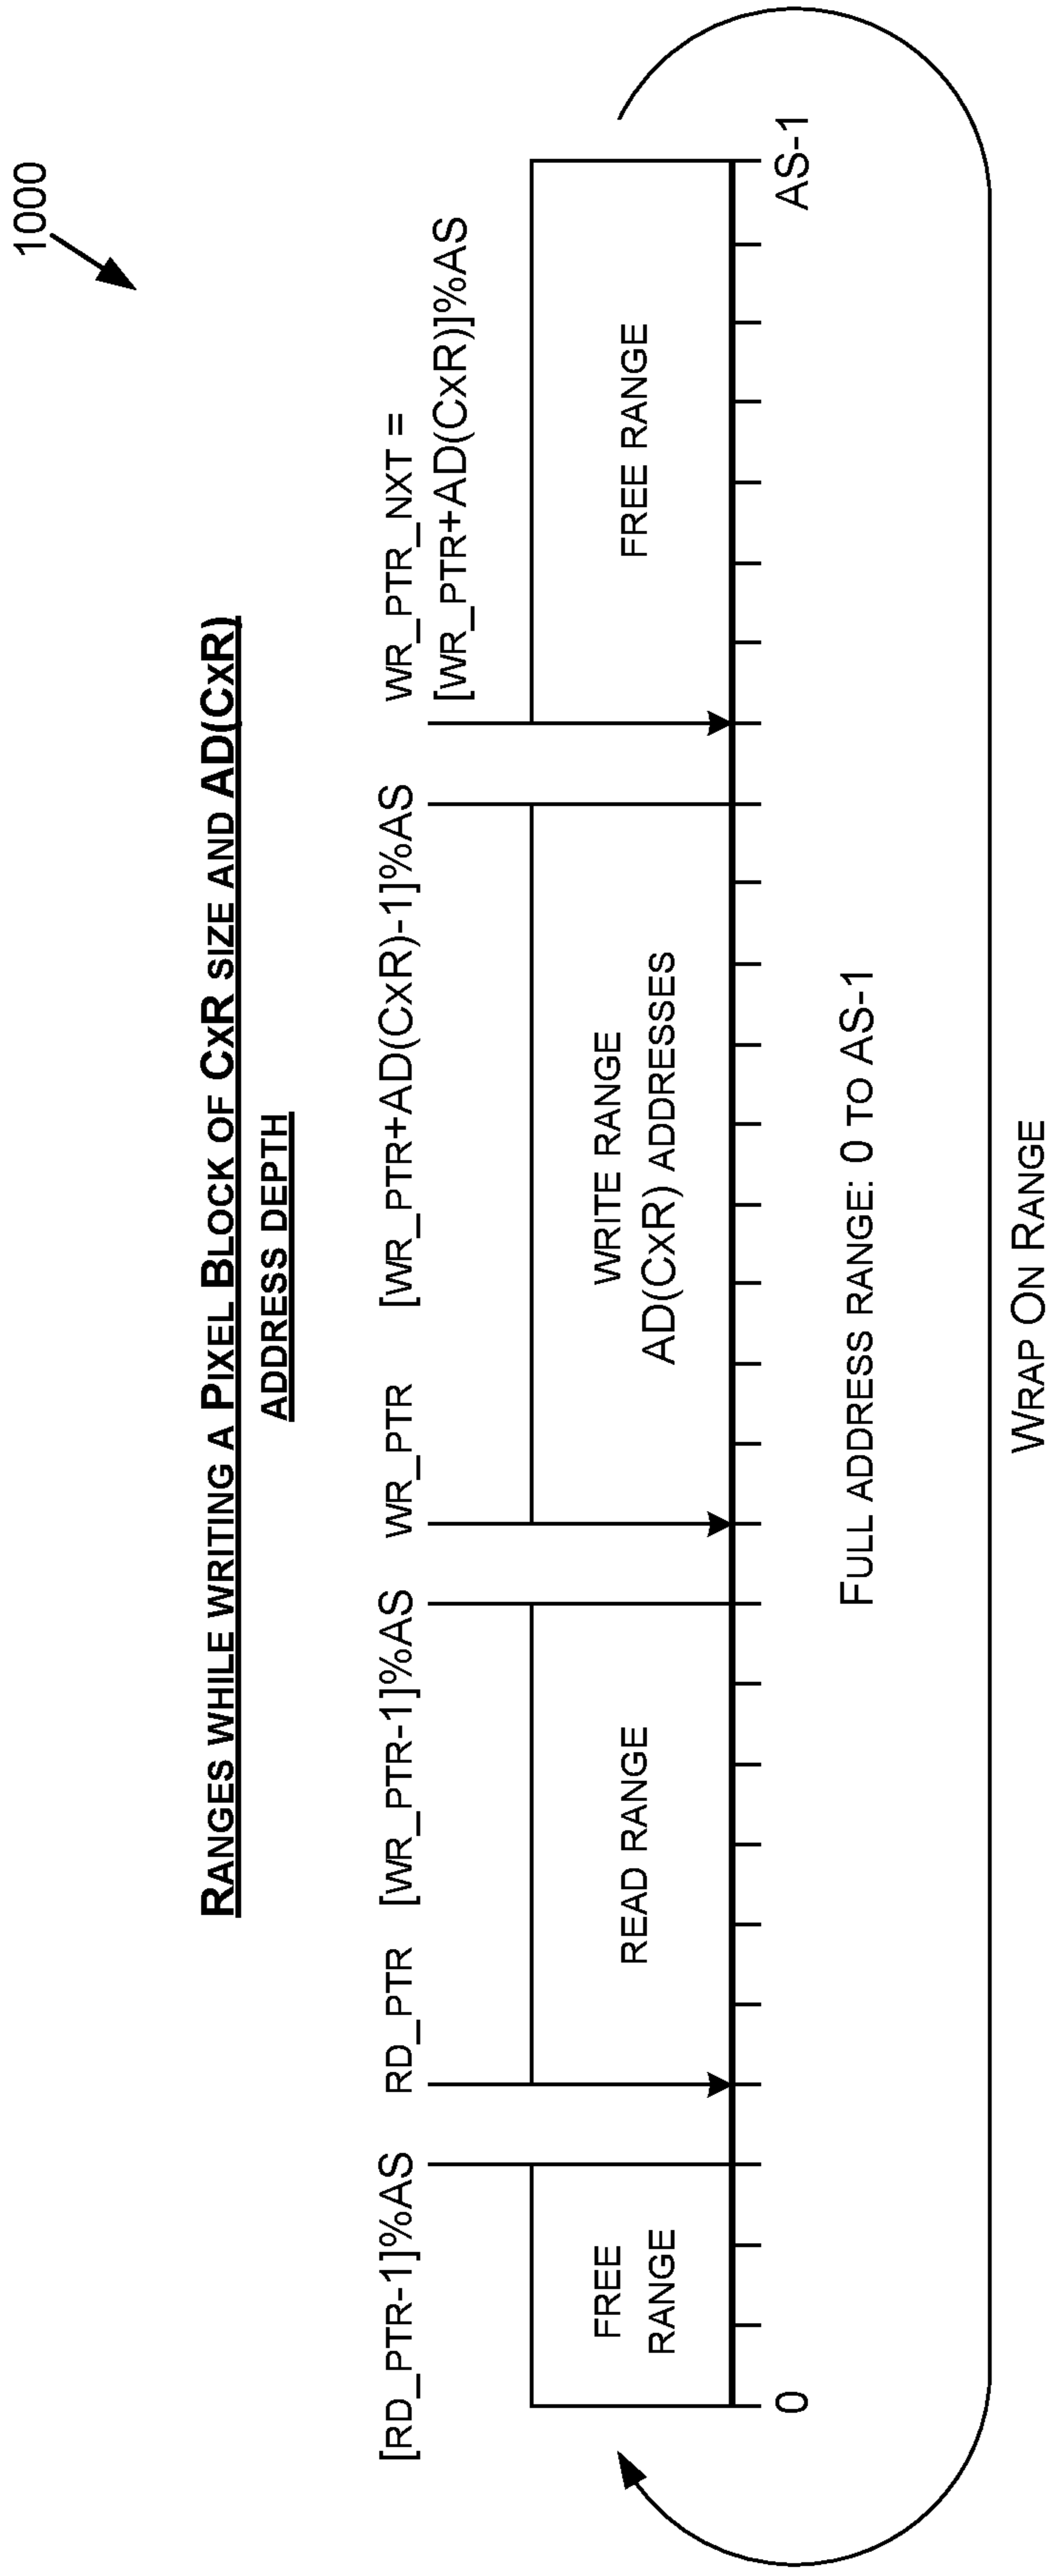 1000
RANGES WHILE WRITING A PIXEL BLOCK OF CXR SIZE AND AD(CXR)
ADDRESS DEPTH
[RD_PTR-1]%AS
RD_PTR
[WR_PTR-1]%AS
WR_PTR
[WR_PTR+AD(CXR)-1]%AS
WR_PTR_NXT =
[WR_PTR+AD(CXR)]%AS
FREE
RANGE
READ RANGE
WRITE RANGE
AD(CXR) ADDRESSES
FREE RANGE
0
AS-1
FULL ADDRESS RANGE: 0 TO AS-1
WRAP ON RANGE